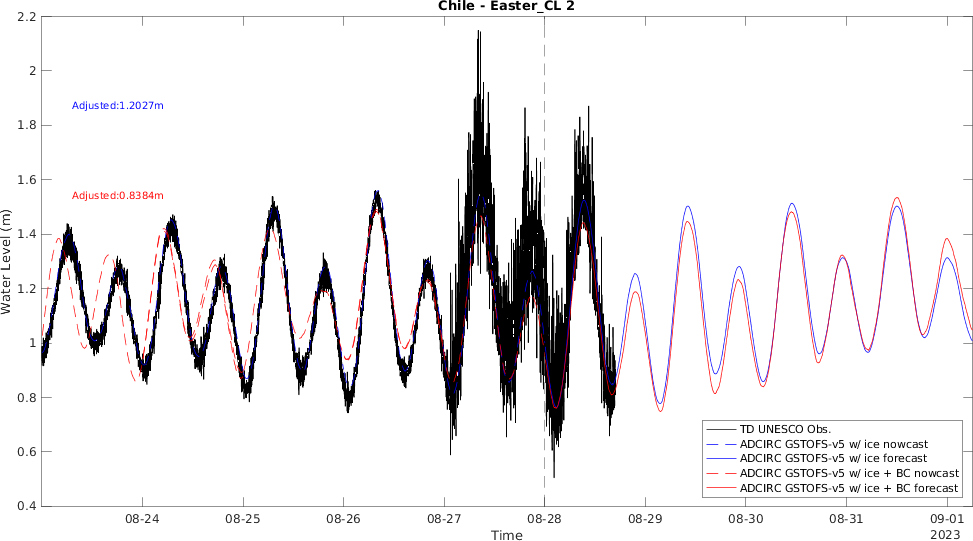 Chile - Easter_CL 2
2.2
2
1.8
1.6
1.4
1.2
1
0.8
0.6
0.4
Water Level (m)
Adjusted:1.2027m
Adjusted:0.8384m
TD UNESCO Obs.
ADCIRC GSTOFS-v5 w/ ice nowcast
ADCIRC GSTOFS-v5 w/ ice forecast
ADCIRC GSTOFS-v5 w/ ice + BC nowcast
ADCIRC GSTOFS-v5 w/ ice + BC forecast
08-24 08-25 08-26 08-27 08-28 08-29 08-30 08-31 09-01
2023
Time